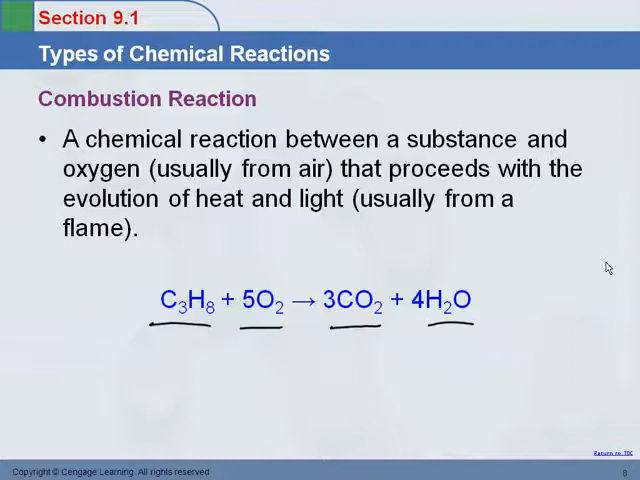 Section 9.1
Types of Chemical Reactions
Combustion Reaction
• A chemical reaction between a substance and
oxygen (usually from air) that proceeds with the
evolution of heat and light (usually from a
flame).
C₃H₈ + 5O₂ → 3CO₂ + 4H₂O
Return to TOC
Copyright © Cengage Learning. All rights reserved
8